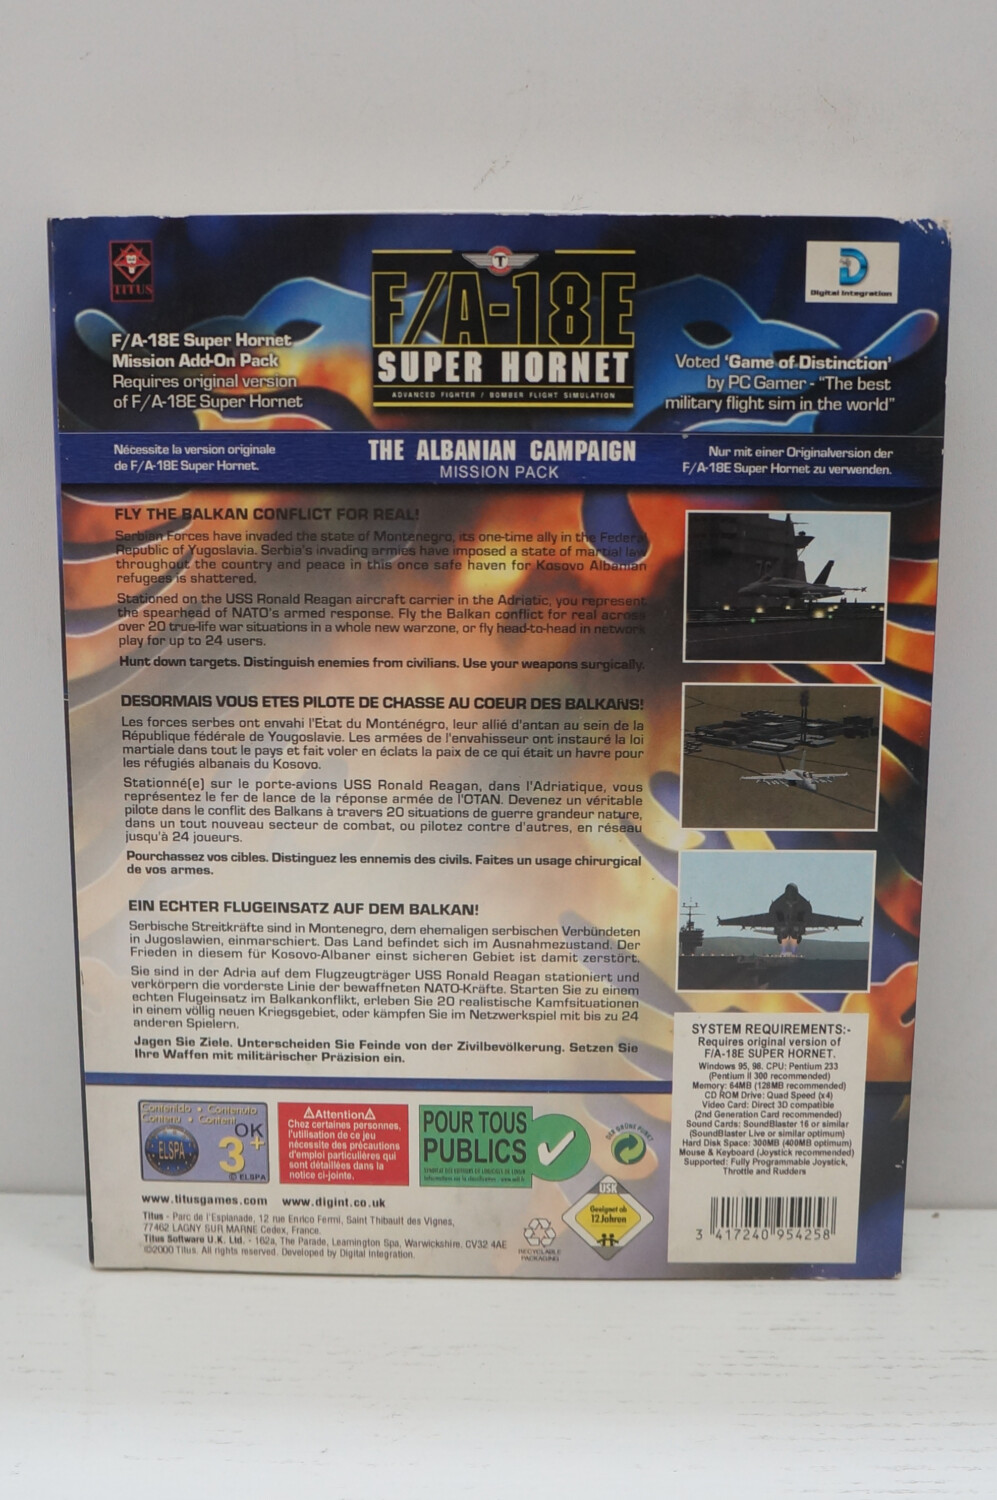 TITUS
F/A-18E
SUPER HORNET
ADVANCED FIGHTER / BOMBER FLIGHT SIMULATION
Digital Integration
F/A-18E Super Hornet
Mission Add-On Pack
Requires original version
of F/A-18E Super Hornet
Voted 'Game of Distinction'
by PC Gamer - "The best
military flight sim in the world"
Nécessite la version originale
de F/A-18E Super Hornet.
THE ALBANIAN CAMPAIGN
MISSION PACK
Nur mit einer Originalversion der
F/A-18E Super Hornet zu verwenden.
FLY THE BALKAN CONFLICT FOR REAL!
Serbian Forces have invaded the state of Montenegro, its one-time ally in the Federal
Republic of Yugoslavia. Serbia's invading armies have imposed a state of martial law
throughout the country and peace in this once safe haven for Kosovo Albanian
refugees is shattered.
Stationed on the USS Ronald Reagan aircraft carrier in the Adriatic, you represent
the spearhead of NATO's armed response. Fly the Balkan conflict for real across
over 20 true-life war situations in a whole new warzone, or fly head-to-head in network
play for up to 24 users.
Hunt down targets. Distinguish enemies from civilians. Use your weapons surgically.
DESORMAIS VOUS ETES PILOTE DE CHASSE AU COEUR DES BALKANS!
Les forces serbes ont envahi l'Etat du Monténégro, leur allié d'antan au sein de la
République fédérale de Yougoslavie. Les armées de l'envahisseur ont instauré la loi
martiale dans tout le pays et fait voler en éclats la paix de ce qui était un havre pour
les réfugiés albanais du Kosovo.
Stationné(e) sur le porte-avions USS Ronald Reagan, dans l'Adriatique, vous
représentez le fer de lance de la réponse armée de l'OTAN. Devenez un véritable
pilote dans le conflit des Balkans à travers 20 situations de guerre grandeur nature,
dans un tout nouveau secteur de combat, ou pilotez contre d'autres, en réseau
jusqu'à 24 joueurs.
Pourchassez vos cibles. Distinguez les ennemis des civils. Faites un usage chirurgical
de vos armes.
EIN ECHTER FLUGEINSATZ AUF DEM BALKAN!
Serbische Streitkräfte sind in Montenegro, dem ehemaligen serbischen Verbündeten
in Jugoslawien, einmarschiert. Das Land befindet sich im Ausnahmezustand. Der
Frieden in diesem für Kosovo-Albaner einst sicheren Gebiet ist damit zerstört.
Sie sind in der Adria auf dem Flugzeugträger USS Ronald Reagan stationiert und
verkörpern die vorderste Linie der bewaffneten NATO-Kräfte. Starten Sie zu einem
echten Flugeinsatz im Balkankonflikt, erleben Sie 20 realistische Kamfsituationen
in einem völlig neuen Kriegsgebiet, oder kämpfen Sie im Netzwerkspiel mit bis zu 24
anderen Spielern.
Jagen Sie Ziele. Unterscheiden Sie Feinde von der Zivilbevölkerung. Setzen Sie
Ihre Waffen mit militärischer Präzision ein.
SYSTEM REQUIREMENTS:-
Requires original version of
F/A-18E SUPER HORNET.
Windows 95, 98. CPU: Pentium 233
(Pentium II 300 recommended)
Memory: 64MB (128MB recommended)
CD ROM Drive: Quad Speed (x4)
Video Card: Direct 3D compatible
(2nd Generation Card recommended)
Sound Cards: SoundBlaster 16 or similar
(SoundBlaster Live or similar optimum)
Hard Disk Space: 300MB (400MB optimum)
Mouse & Keyboard (Joystick recommended)
Supported: Fully Programmable Joystick,
Throttle and Rudders
3 417240 954258
Contenido • Contenuto
Contenu • Content
ELSPA
OK
3+
© ELSPA
Attention
Chez certaines personnes,
l'utilisation de ce jeu
nécessite des précautions
d'emploi particulières qui
sont détaillées dans la
notice ci-jointe.
POUR TOUS
PUBLICS
DER GRÜNE PUNKT
www.titusgames.com www.digint.co.uk
Titus - Parc de l'Esplanade, 12 rue Enrico Fermi, Saint Thibault des Vignes,
77462 LAGNY SUR MARNE Cedex, France.
Titus Software U.K. Ltd. - 162a, The Parade, Leamington Spa, Warwickshire. CV32 4AE
©2000 Titus. All rights reserved. Developed by Digital Integration.
RECYCLABLE
PACKAGING
USK
Geeignet ab
12 Jahren